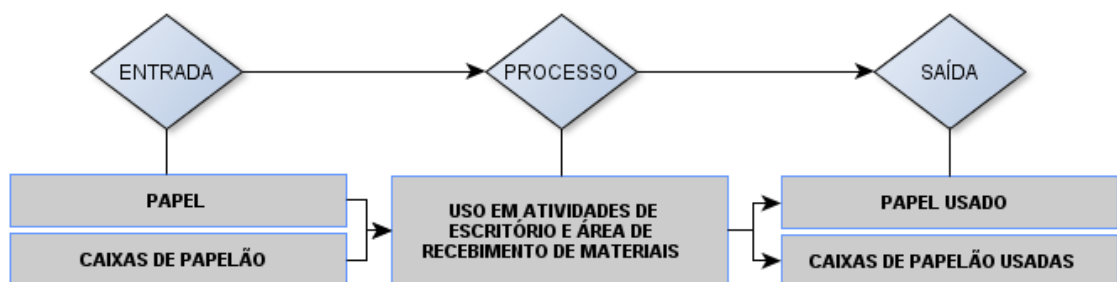 ENTRADA
PROCESSO
SAÍDA
PAPEL
CAIXAS DE PAPELÃO
USO EM ATIVIDADES DE
ESCRITÓRIO E ÁREA DE
RECEBIMENTO DE MATERIAIS
PAPEL USADO
CAIXAS DE PAPELÃO USADAS